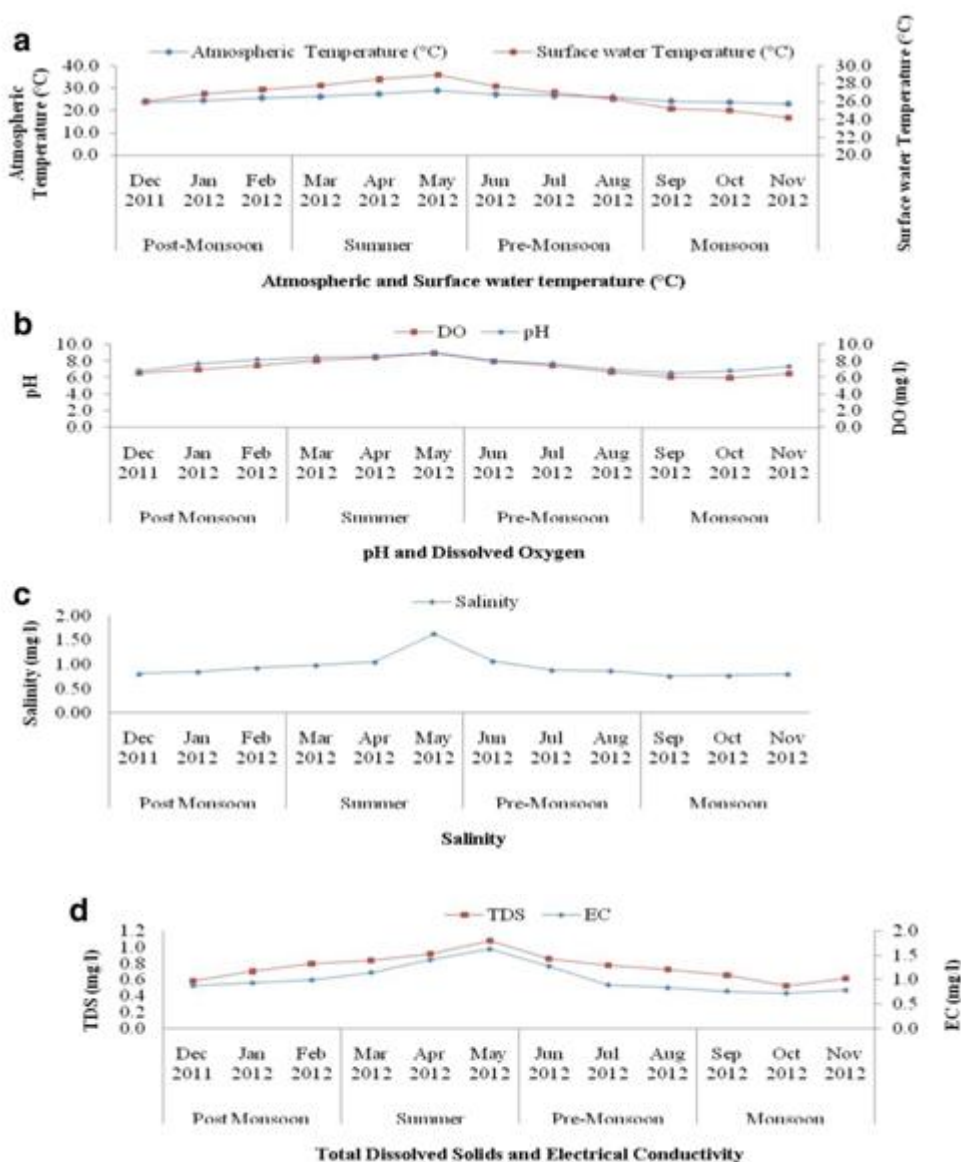 a
Atmospheric Temperature (°C) Surface water Temperature (°C)
Atmospheric
Temperature (°C)
40.0
30.0
20.0
10.0
0.0
30.0
28.0
26.0
24.0
22.0
20.0
Surface water Temperature (°C)
Dec Jan Feb Mar Apr May Jun Jul Aug Sep Oct Nov
2011 2012 2012 2012 2012 2012 2012 2012 2012 2012 2012 2012
Post-Monsoon Summer Pre-Monsoon Monsoon
Atmospheric and Surface water temperature (°C)
b
DO pH
pH
10.0
8.0
6.0
4.0
2.0
0.0
10.0
8.0
6.0
4.0
2.0
0.0
DO (mg/l)
Dec Jan Feb Mar Apr May Jun Jul Aug Sep Oct Nov
2011 2012 2012 2012 2012 2012 2012 2012 2012 2012 2012 2012
Post Monsoon Summer Pre-Monsoon Monsoon
pH and Dissolved Oxygen
c
Salinity
Salinity (mg/l)
2.00
1.50
1.00
0.50
0.00
Dec Jan Feb Mar Apr May Jun Jul Aug Sep Oct Nov
2011 2012 2012 2012 2012 2012 2012 2012 2012 2012 2012 2012
Post Monsoon Summer Pre-Monsoon Monsoon
Salinity
d
TDS EC
TDS (mg/l)
1.2
1.0
0.8
0.6
0.4
0.2
0.0
2.0
1.5
1.0
0.5
0.0
EC (mg/l)
Dec Jan Feb Mar Apr May Jun Jul Aug Sep Oct Nov
2011 2012 2012 2012 2012 2012 2012 2012 2012 2012 2012 2012
Post Monsoon Summer Pre-Monsoon Monsoon
Total Dissolved Solids and Electrical Conductivity